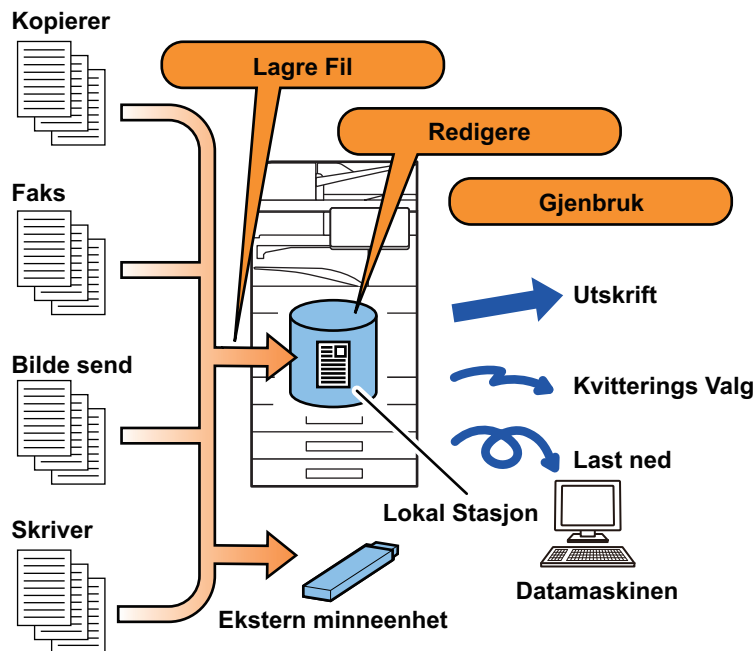 Kopierer
Lagre Fil
Redigere
Faks
Gjenbruk
Utskrift
Bilde send
Kvitterings Valg
Last ned
Lokal Stasjon
Skriver
Datamaskinen
Ekstern minneenhet